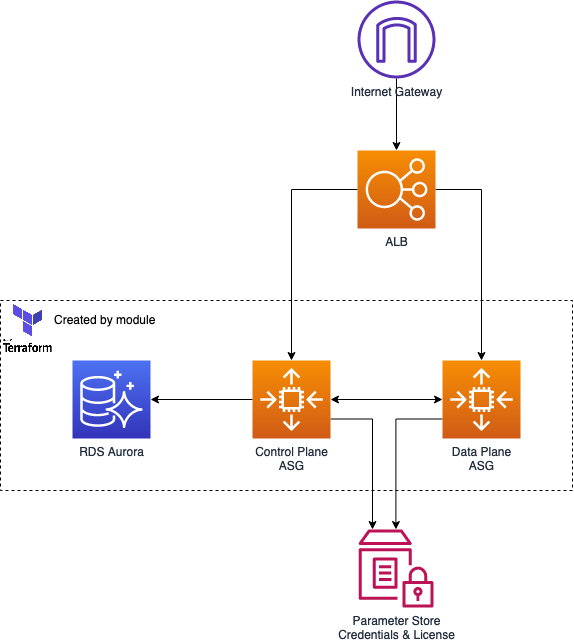 Internet Gateway
ALB
Created by module
Terraform
RDS Aurora
Control Plane
ASG
Data Plane
ASG
Parameter Store
Credentials & License